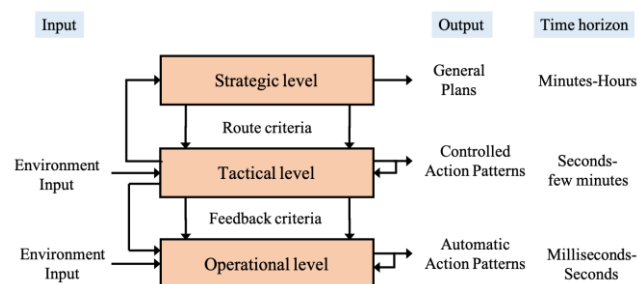 Input
Output
Time horizon
Strategic level
General
Plans
Minutes-Hours
Route criteria
Environment
Input
Tactical level
Controlled
Action Patterns
Seconds-
few minutes
Feedback criteria
Environment
Input
Operational level
Automatic
Action Patterns
Milliseconds-
Seconds